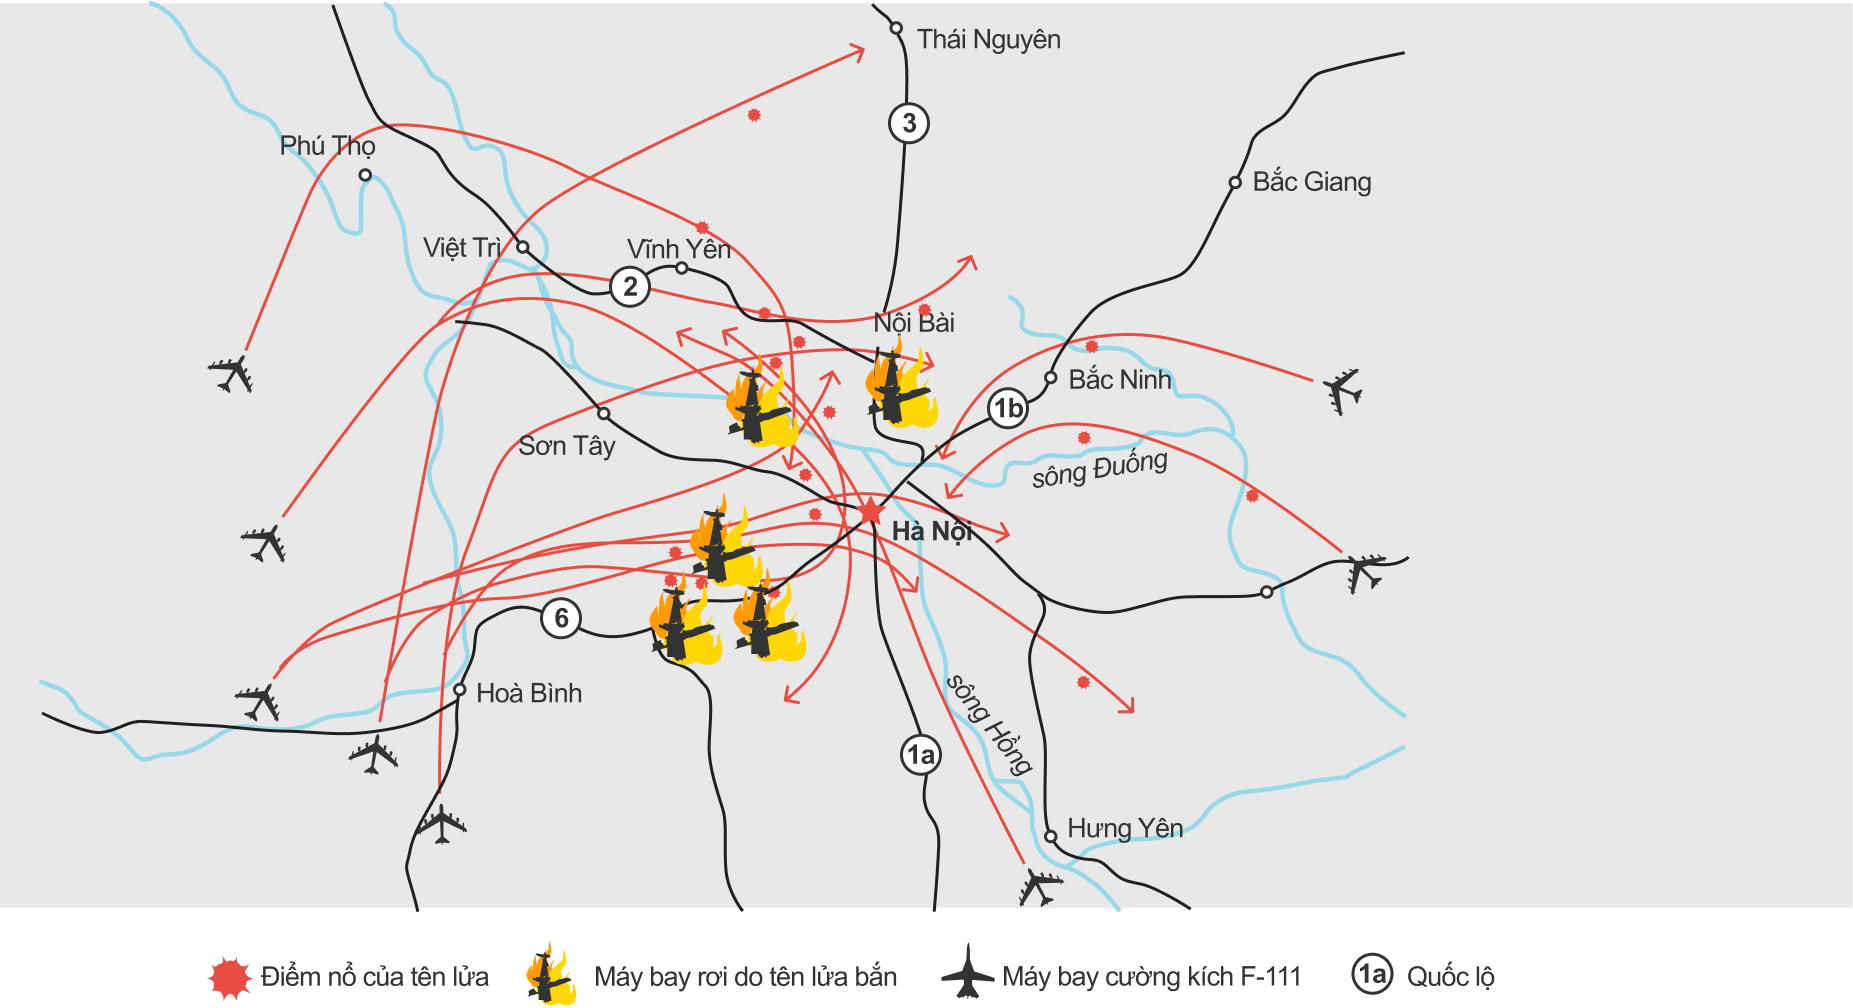 Thái Nguyên
3
Phú Thọ
Bắc Giang
Việt Trì
Vĩnh Yên
2
Nội Bài
Bắc Ninh
1b
Sơn Tây
sông Đuống
Hà Nội
6
Hoà Bình
sông Hồng
1a
Hưng Yên
Điểm nổ của tên lửa
Máy bay rơi do tên lửa bắn
Máy bay cường kích F-111
1a
Quốc lộ